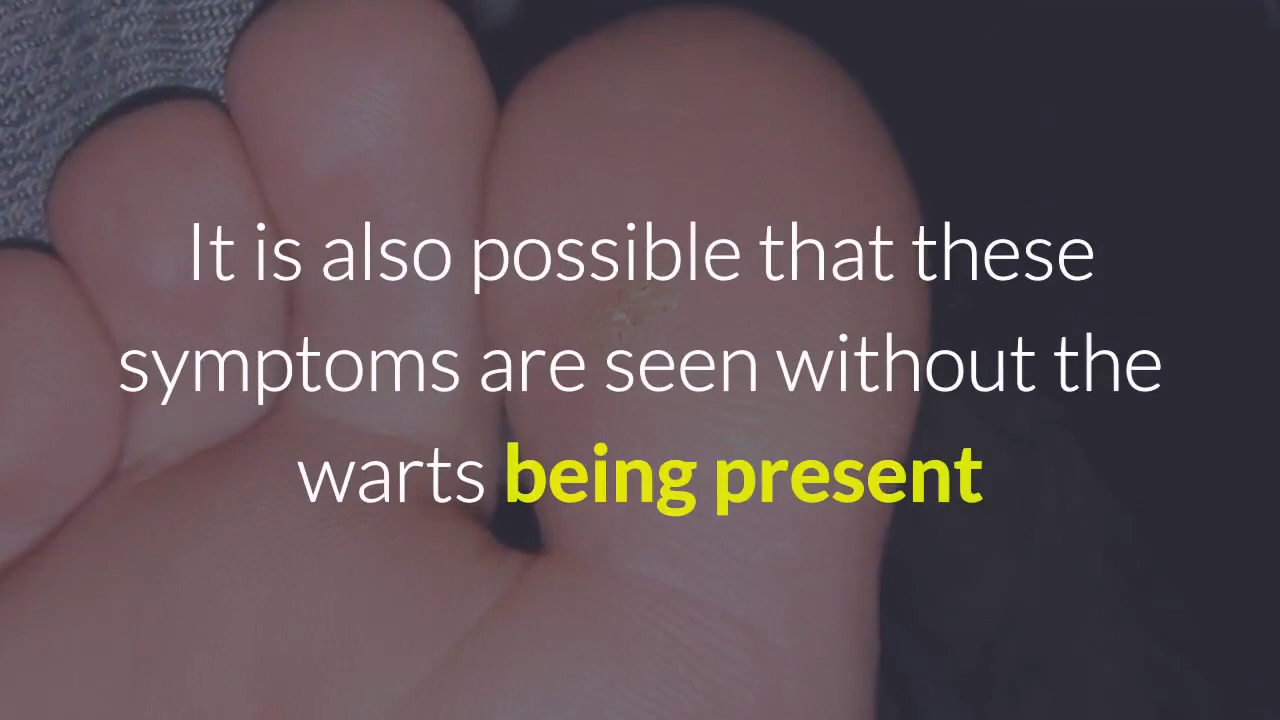 It is also possible that these
symptoms are seen without the
warts being present